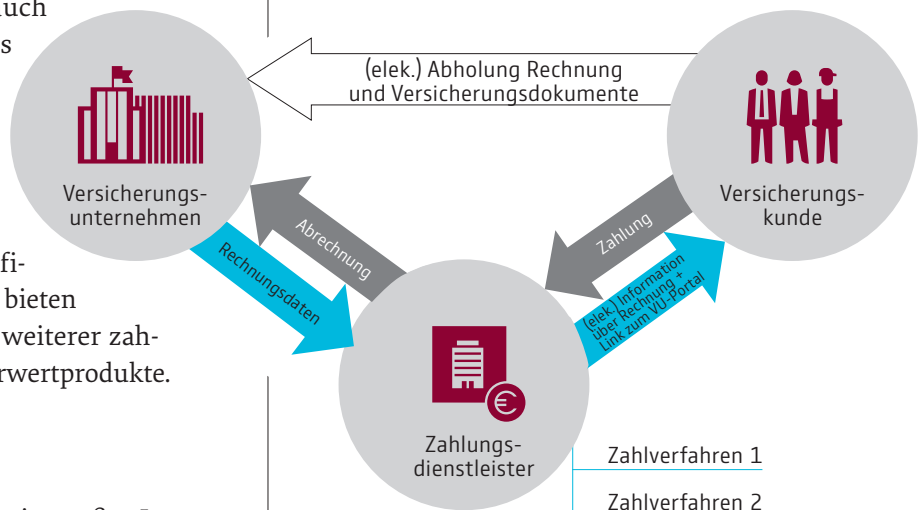 (elek.) Abholung Rechnung
und Versicherungsdokumente
Versicherungs-
unternehmen
Versicherungs-
kunde
Abrechnung
Rechnungsdaten
Zahlung
(elek.) Information
über Rechnung +
Link zum VU-Portal
fi-
bieten
weiterer zah-
rwertprodukte.
Zahlungs-
dienstleister
Zahlverfahren 1
Zahlverfahren 2